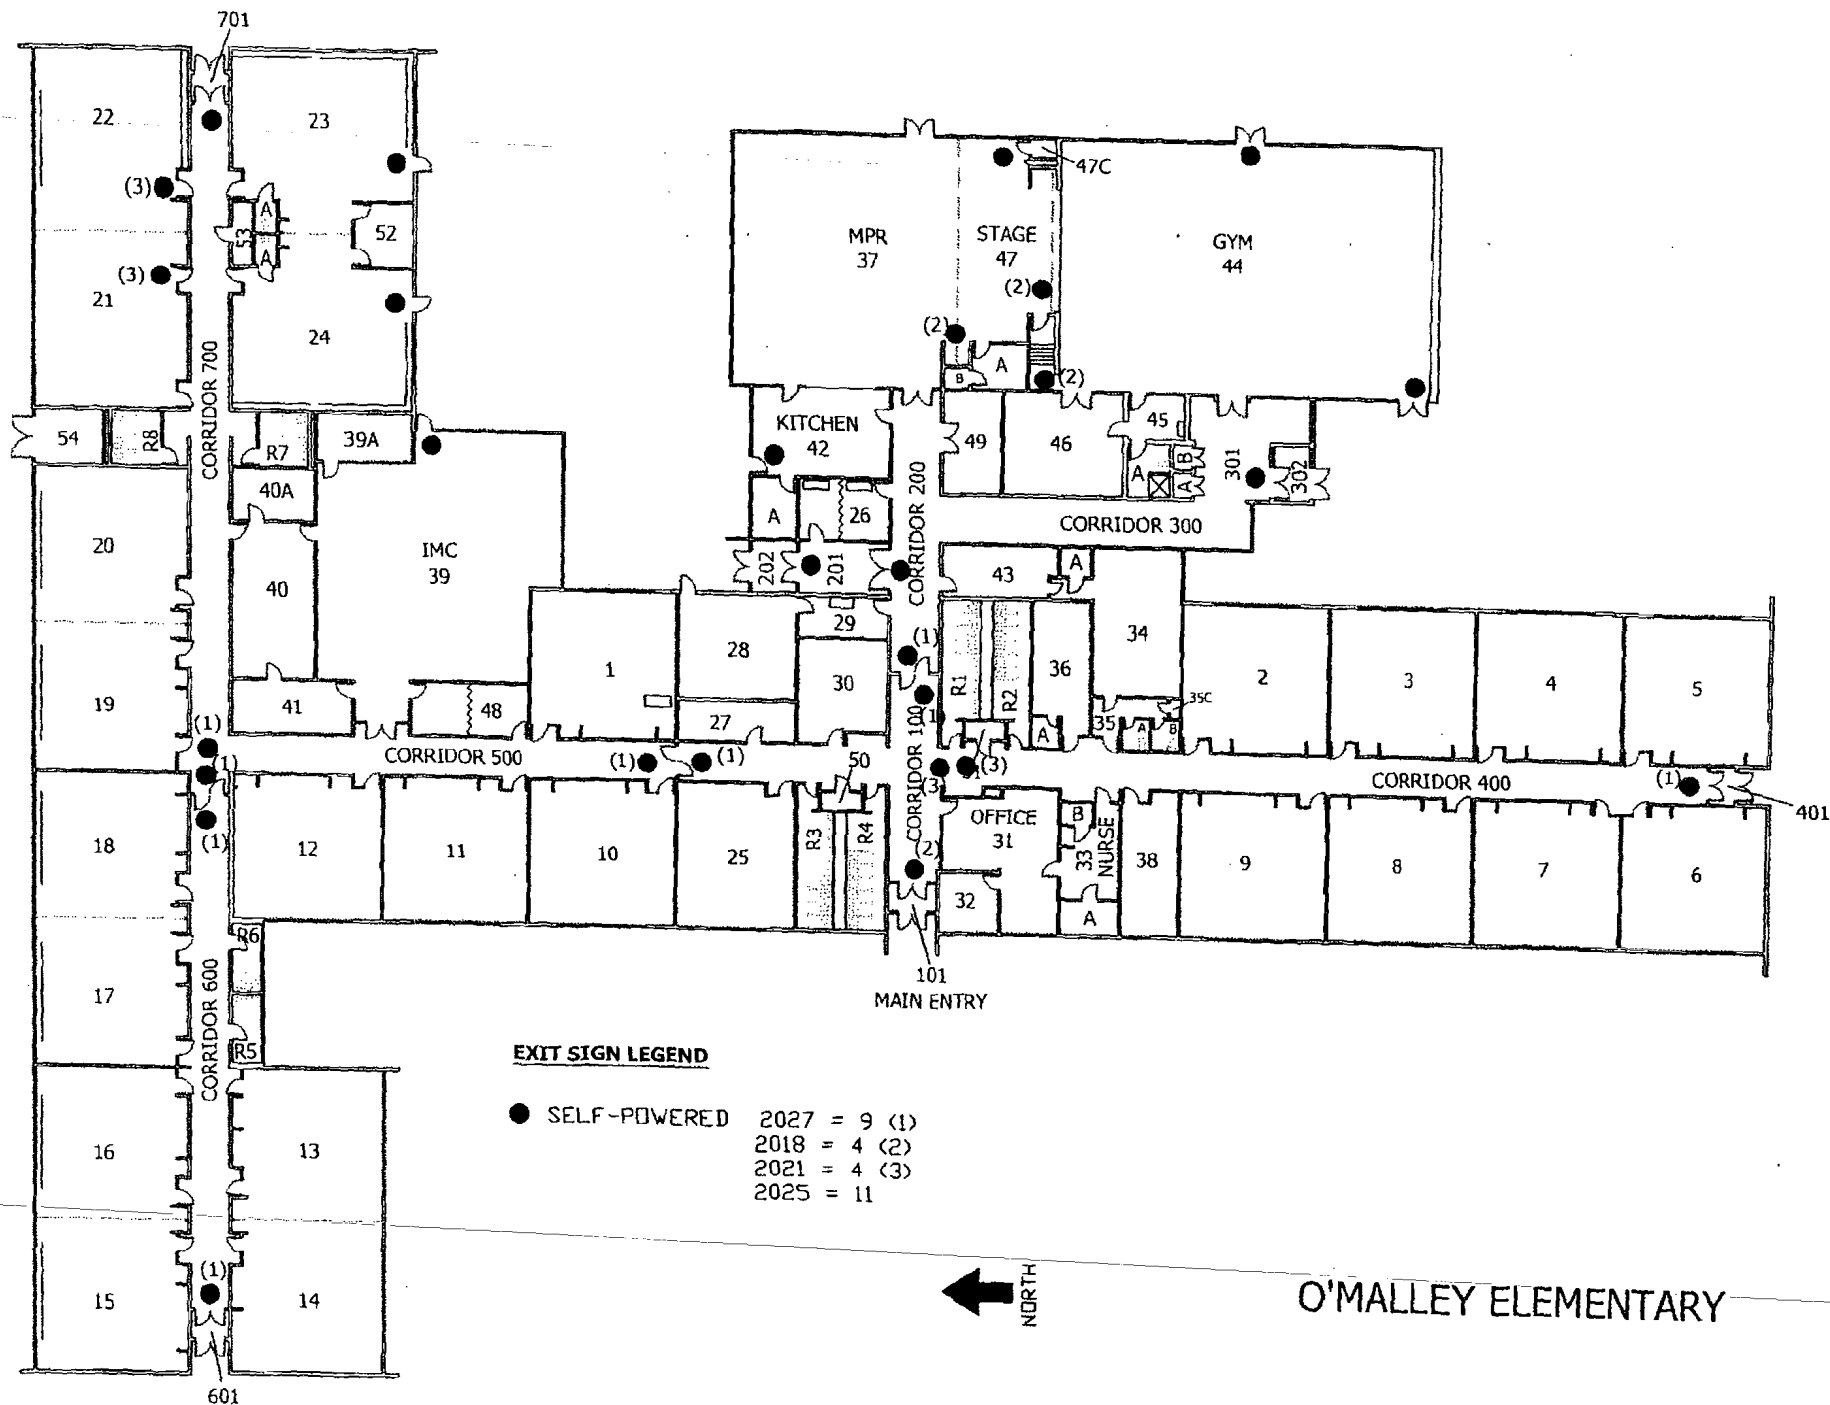 701
22
23
(3)
A
53
A
52
(3)
21
24
CORRIDOR 700
54
R8
R7
39A
40A
20
40
IMC
39
19
41
48
(1)
(1)
CORRIDOR 500
(1)
(1)
18
(1)
12
11
10
25
17
R6
R5
CORRIDOR 600
16
13
15
(1)
14
601
MPR
37
STAGE
47
47C
(2)
(2)
B
A
(2)
GYM
44
KITCHEN
42
49
46
45
A
B
A
301
302
A
26
CORRIDOR 200
CORRIDOR 300
202
201
43
A
29
1
28
27
30
(1)
(1)
R1
R2
36
A
34
35C
35
A
B
2
3
4
5
50
R3
R4
CORRIDOR 100
(3)
(3)
OFFICE
31
32
B
33
NURSE
A
(2)
38
9
8
7
6
CORRIDOR 400
(1)
401
101
MAIN ENTRY
EXIT SIGN LEGEND
SELF-POWERED 2027 = 9 (1)
2018 = 4 (2)
2021 = 4 (3)
2025 = 11
NORTH
O'MALLEY ELEMENTARY